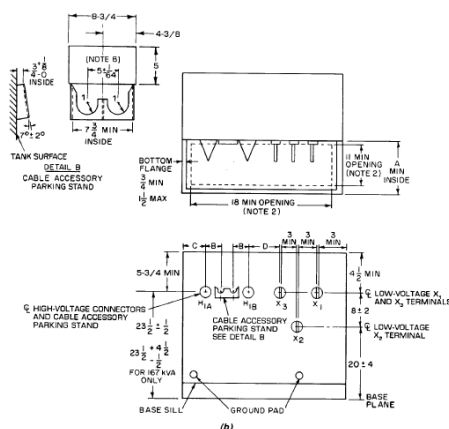 8-3/4
4-3/8
(NOTE 6)
5 ± 1/64
5
3/4 +1/8 -0
INSIDE
1
1
7 3/4 MIN
INSIDE
7° ± 2°
TANK SURFACE
DETAIL B
CABLE ACCESSORY
PARKING STAND
BOTTOM
FLANGE
3/4 MIN
1 1/2 MAX
18 MIN OPENING
(NOTE 2)
11 MIN
OPENING
(NOTE 2)
A MIN
INSIDE
3 MIN
3 MIN
3 MIN
C
B
B
D
5-3/4 MIN
4 1/2 MIN
H1A
H1B
X3
X1
X2
℄ HIGH-VOLTAGE CONNECTORS
AND CABLE ACCESSORY
PARKING STAND
CABLE ACCESSORY
PARKING STAND
SEE DETAIL B
℄ LOW-VOLTAGE X1
AND X3 TERMINALS
8 ± 2
℄ LOW-VOLTAGE
X2 TERMINAL
23 1/2 ± 1/2
23 1/2 + 4 1/2 - 1/2
FOR 167 kVA
ONLY
20 ± 4
BASE SILL
GROUND PAD
BASE
PLANE
(b)